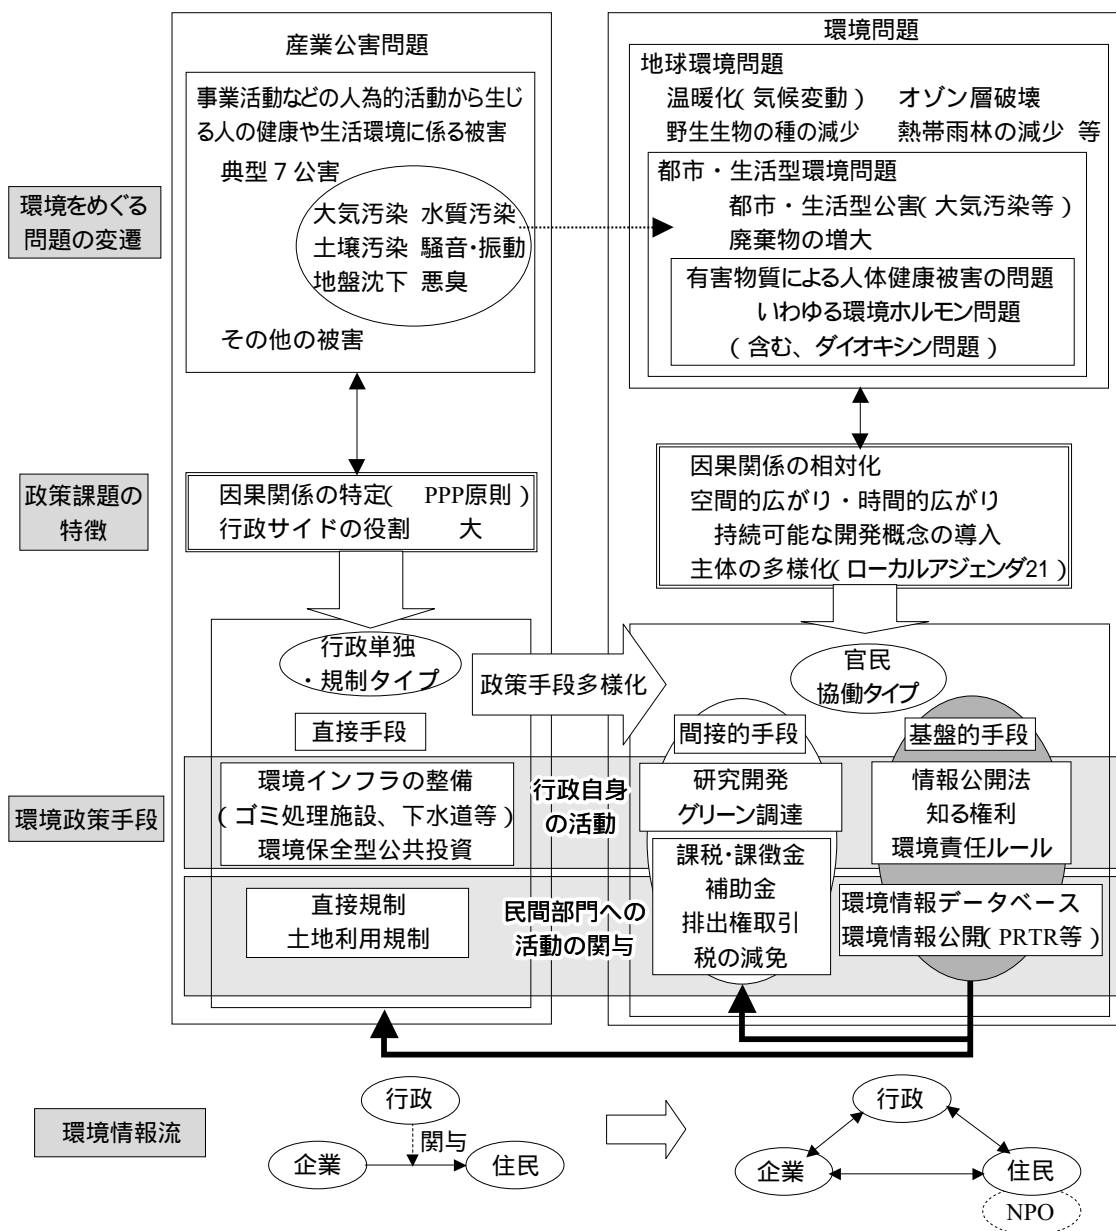 産業公害問題
事業活動などの人為的活動から生じ
る人の健康や生活環境に係る被害
典型7公害
大気汚染 水質汚染
土壌汚染 騒音・振動
地盤沈下 悪臭
その他の被害
環境問題
地球環境問題
温暖化(気候変動) オゾン層破壊
野生生物の種の減少 熱帯雨林の減少 等
都市・生活型環境問題
都市・生活型公害(大気汚染等)
廃棄物の増大
有害物質による人体健康被害の問題
いわゆる環境ホルモン問題
(含む、ダイオキシン問題)
環境をめぐる
問題の変遷
政策課題の
特徴
因果関係の特定( PPP原則)
行政サイドの役割 大
因果関係の相対化
空間的広がり・時間的広がり
持続可能な開発概念の導入
主体の多様化(ローカルアジェンダ21)
行政単独
・規制タイプ
政策手段多様化
官民
協働タイプ
直接手段
間接的手段
基盤的手段
環境政策手段
環境インフラの整備
(ゴミ処理施設、下水道等)
環境保全型公共投資
行政自身
の活動
研究開発
グリーン調達
情報公開法
知る権利
環境責任ルール
直接規制
土地利用規制
民間部門への
活動の関与
課税・課徴金
補助金
排出権取引
税の減免
環境情報データベース
環境情報公開(PRTR等)
環境情報流
行政
関与
企業
住民
行政
企業
住民
NPO